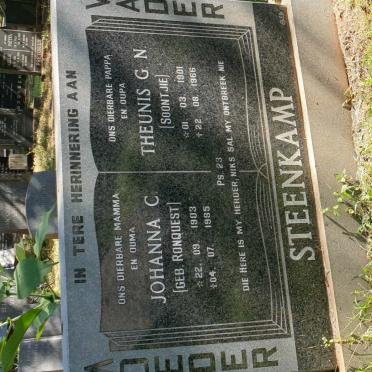 IN TERE HERINNERING AAN
MOEDER
ONS DIERBARE MAMMA
EN OUMA
JOHANNA C
[GEB. RONQUEST]
☆22. 09. 1903
+04. 07. 1985
ONS DIERBARE PAPPA
EN OUPA
THEUNIS G N
[SOONTJIE]
☆01. 03. 1901
+22. 08. 1966
VADER
PS. 23
DIE HERE IS MY HERDER, NIKS SAL MY ONTBREEK NIE
STEENKAMP